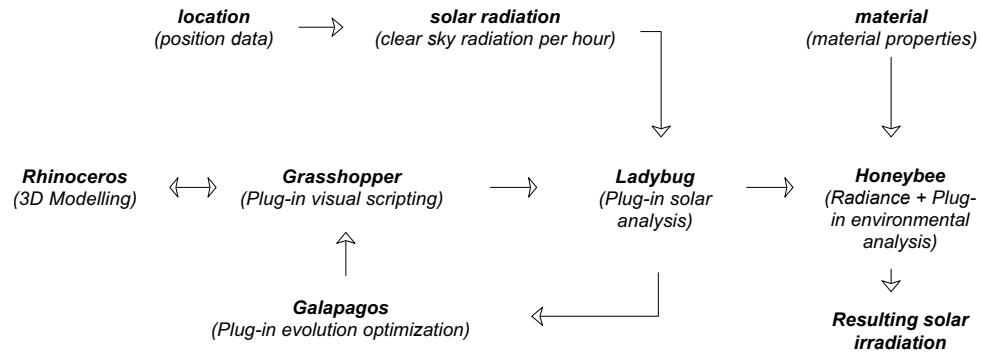 location
(position data)
solar radiation
(clear sky radiation per hour)
material
(material properties)
Rhinoceros
(3D Modelling)
Grasshopper
(Plug-in visual scripting)
Ladybug
(Plug-in solar
analysis)
Honeybee
(Radiance + Plug-
in environmental
analysis)
Galapagos
(Plug-in evolution optimization)
Resulting solar
irradiation